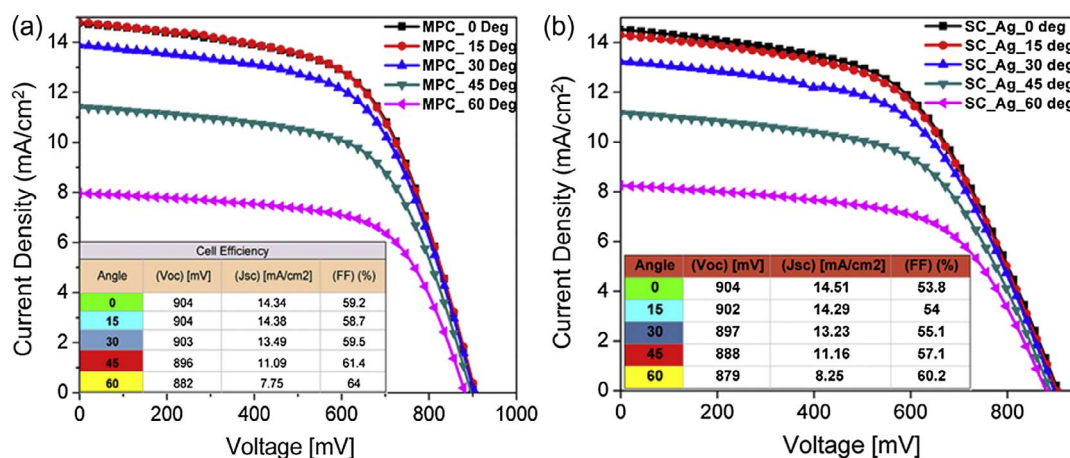 (a)
MPC_ 0 Deg
MPC_ 15 Deg
MPC_ 30 Deg
MPC_ 45 Deg
MPC_ 60 Deg
14
12
10
8
6
4
2
0
Current Density (mA/cm²)
Cell Efficiency
Angle (Voc) [mV] (Jsc) [mA/cm2] (FF) (%)
0 904 14.34 59.2
15 904 14.38 58.7
30 903 13.49 59.5
45 896 11.09 61.4
60 882 7.75 64
0 200 400 600 800 1000
Voltage [mV]
(b)
SC_Ag_0 deg
SC_Ag_15 deg
SC_Ag_30 deg
SC_Ag_45 deg
SC_Ag_60 deg
14
12
10
8
6
4
2
0
Current Density (mA/cm²)
Angle (Voc) [mV] (Jsc) [mA/cm2] (FF) (%)
0 904 14.51 53.8
15 902 14.29 54
30 897 13.23 55.1
45 888 11.16 57.1
60 879 8.25 60.2
0 200 400 600 800
Voltage [mV]